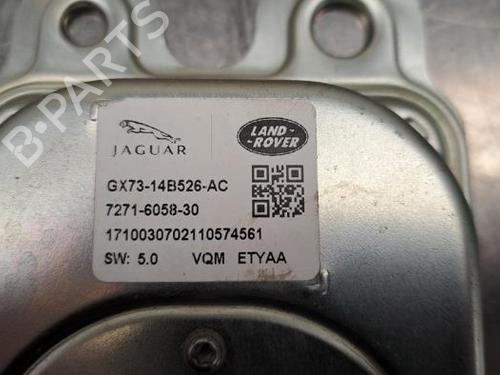 B-PARTS
JAGUAR
LAND-
-ROVER
GX73-14B526-AC
7271-6058-30
1710030702110574561
SW: 5.0 VQM ETYAA